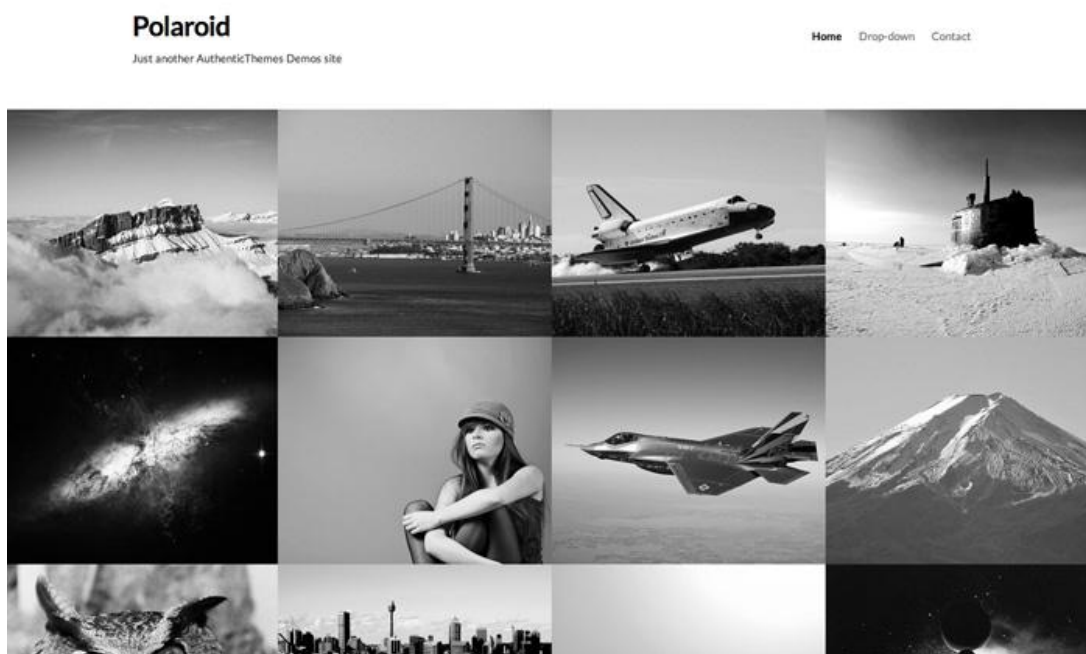 Polaroid
Just another AuthenticThemes Demos site
Home Drop-down Contact